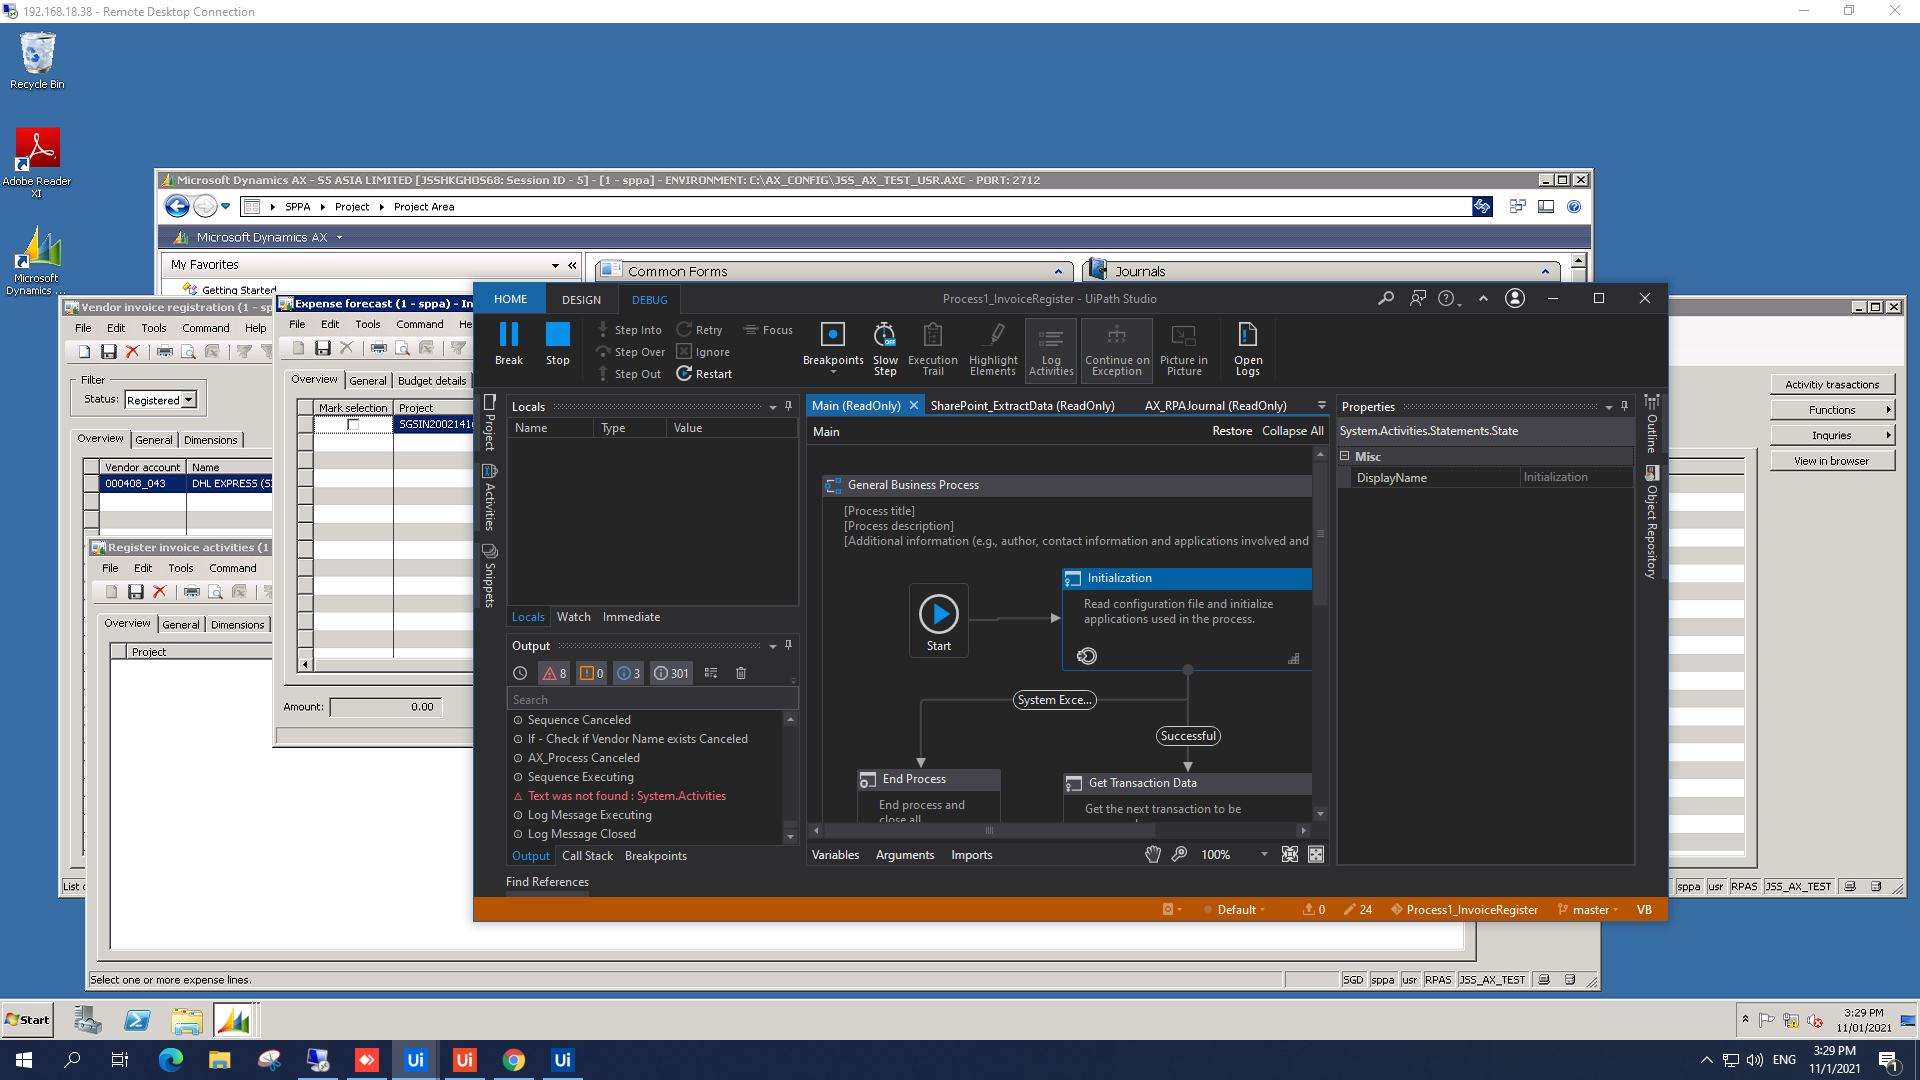 192.168.18.38 - Remote Desktop Connection
Recycle Bin
Adobe Reader XI
Microsoft Dynamics ...
Microsoft Dynamics AX - S5 ASIA LIMITED [JSSHKGHOS68: Session ID - 5] - [1 - sppa] - ENVIRONMENT: C:\AX_CONFIG\JSS_AX_TEST_USR.AXC - PORT: 2712
SPPA Project Project Area
Microsoft Dynamics AX
My Favorites
Getting Started
Common Forms
Journals
Vendor invoice registration (1 - sp
File Edit Tools Command Help
Filter
Status: Registered
Overview General Dimensions
Vendor account Name
000408_043 DHL EXPRESS (S
List
Expense forecast (1 - sppa) - In
File Edit Tools Command He
Overview General Budget details
Mark selection Project
SGSIN2002141
Amount: 0.00
Register invoice activities (1
File Edit Tools Command
Overview General Dimensions
Project
Select one or more expense lines.
SGD sppa usr RPAS JSS_AX_TEST
HOME DESIGN DEBUG
Process1_InvoiceRegister - UiPath Studio
Break
Stop
Step Into
Step Over
Step Out
Retry
Ignore
Restart
Focus
Breakpoints
Slow Step
OFF
Execution Trail
Highlight Elements
Log Activities
Continue on Exception
Picture in Picture
Open Logs
Project
Activities
Snippets
Locals
Name Type Value
Locals Watch Immediate
Output
8 0 3 301
Search
Sequence Canceled
If - Check if Vendor Name exists Canceled
AX_Process Canceled
Sequence Executing
Text was not found : System.Activities
Log Message Executing
Log Message Closed
Output Call Stack Breakpoints
Find References
Main (ReadOnly) SharePoint_ExtractData (ReadOnly) AX_RPAJournal (ReadOnly)
Main
Restore Collapse All
General Business Process
[Process title]
[Process description]
[Additional information (e.g., author, contact information and applications involved and
Start
Initialization
Read configuration file and initialize
applications used in the process.
System Exce...
Successful
End Process
End process and
close all
Get Transaction Data
Get the next transaction to be
Variables Arguments Imports
100%
Properties
System.Activities.Statements.State
Misc
DisplayName Initialization
Outline
Object Repository
Default 0 24 Process1_InvoiceRegister master VB
Activitiy trasactions
Functions
Inquries
View in browser
sppa usr RPAS JSS_AX_TEST
Start
3:29 PM
11/01/2021
Ui Ui Ui
ENG
3:29 PM
11/1/2021
1